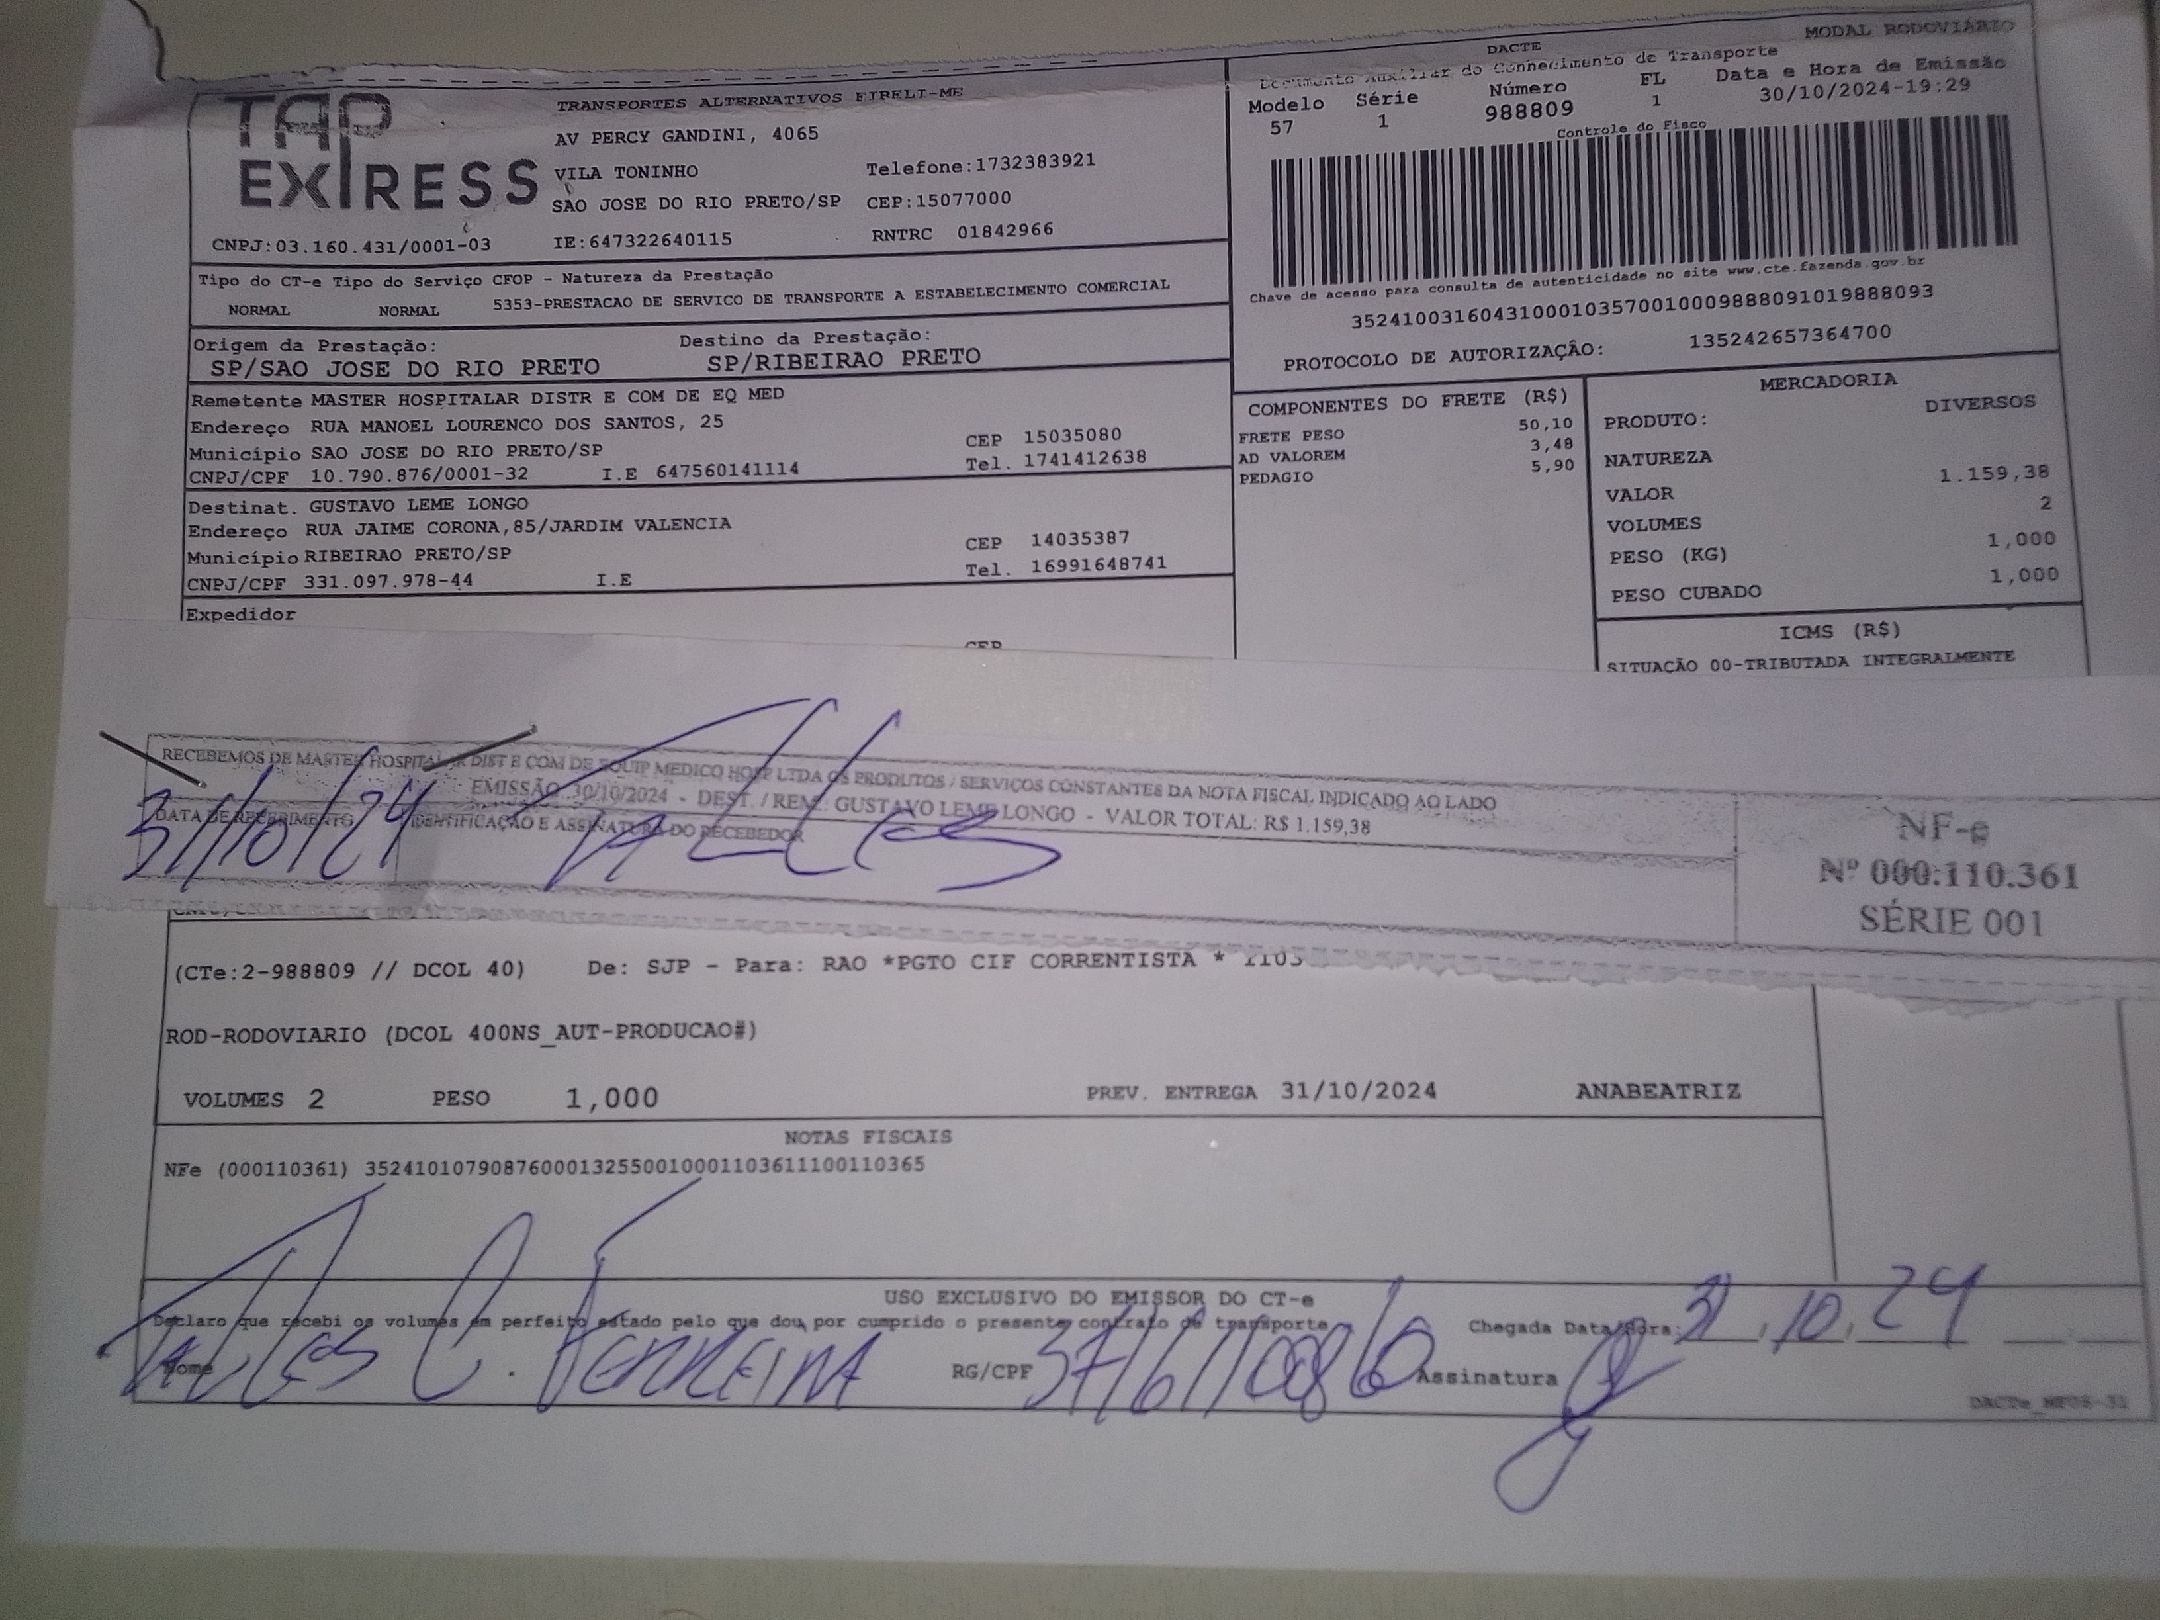 TAP
EXPRESS
TRANSPORTES ALTERNATIVOS EIRELI-ME
AV PERCY GANDINI, 4065
VILA TONINHO Telefone:1732383921
SAO JOSE DO RIO PRETO/SP CEP:15077000
CNPJ:03.160.431/0001-03 IE:647322640115 RNTRC 01842966
MODAL RODOVIÁRIO
DACTE
Documento Auxiliar do Conhecimento de Transporte
Modelo Série Número FL Data e Hora de Emissão
57 1 988809 1 30/10/2024-19:29
Controle do Fisco
Chave de acesso para consulta de autenticidade no site www.cte.fazenda.gov.br
35241003160431000103570010009888091019888093
PROTOCOLO DE AUTORIZAÇÃO: 135242657364700
Tipo do CT-e Tipo do Serviço CFOP - Natureza da Prestação
NORMAL NORMAL 5353-PRESTACAO DE SERVICO DE TRANSPORTE A ESTABELECIMENTO COMERCIAL
Origem da Prestação: Destino da Prestação:
SP/SAO JOSE DO RIO PRETO SP/RIBEIRAO PRETO
Remetente MASTER HOSPITALAR DISTR E COM DE EQ MED
Endereço RUA MANOEL LOURENCO DOS SANTOS, 25
CEP 15035080
Município SAO JOSE DO RIO PRETO/SP
Tel. 1741412638
CNPJ/CPF 10.790.876/0001-32 I.E 647560141114
Destinat. GUSTAVO LEME LONGO
Endereço RUA JAIME CORONA,85/JARDIM VALENCIA
CEP 14035387
Município RIBEIRAO PRETO/SP
Tel. 16991648741
CNPJ/CPF 331.097.978-44 I.E
Expedidor
CEP
COMPONENTES DO FRETE (R$)
FRETE PESO 50,10
AD VALOREM 3,48
PEDAGIO 5,90
MERCADORIA
PRODUTO: DIVERSOS
NATUREZA
VALOR 1.159,38
VOLUMES 2
PESO (KG) 1,000
PESO CUBADO 1,000
ICMS (R$)
SITUAÇÃO 00-TRIBUTADA INTEGRALMENTE
RECEBEMOS DE MASTER HOSPITALAR DIST E COM DE EQUIP MEDICO HOSP LTDA OS PRODUTOS / SERVIÇOS CONSTANTES DA NOTA FISCAL INDICADO AO LADO
EMISSÃO: 30/10/2024 - DEST. / REM.: GUSTAVO LEME LONGO - VALOR TOTAL: R$ 1.159,38
DATA DE RECEBIMENTO IDENTIFICAÇÃO E ASSINATURA DO RECEBEDOR
31/10/24 TALES
NF-e
Nº 000.110.361
SÉRIE 001
(CTe:2-988809 // DCOL 40) De: SJP - Para: RAO *PGTO CIF CORRENTISTA *
ROD-RODOVIARIO (DCOL 400NS_AUT-PRODUCAO#)
VOLUMES 2 PESO 1,000 PREV. ENTREGA 31/10/2024 ANABEATRIZ
NOTAS FISCAIS
NFe (000110361) 35241010790876000132550010001103611100110365
USO EXCLUSIVO DO EMISSOR DO CT-e
Declaro que recebi os volumes em perfeito estado pelo que dou por cumprido o presente contrato de transporte
Chegada Data/Hora: 31.10.24
Nome TALES C. FERREIRA RG/CPF Assinatura